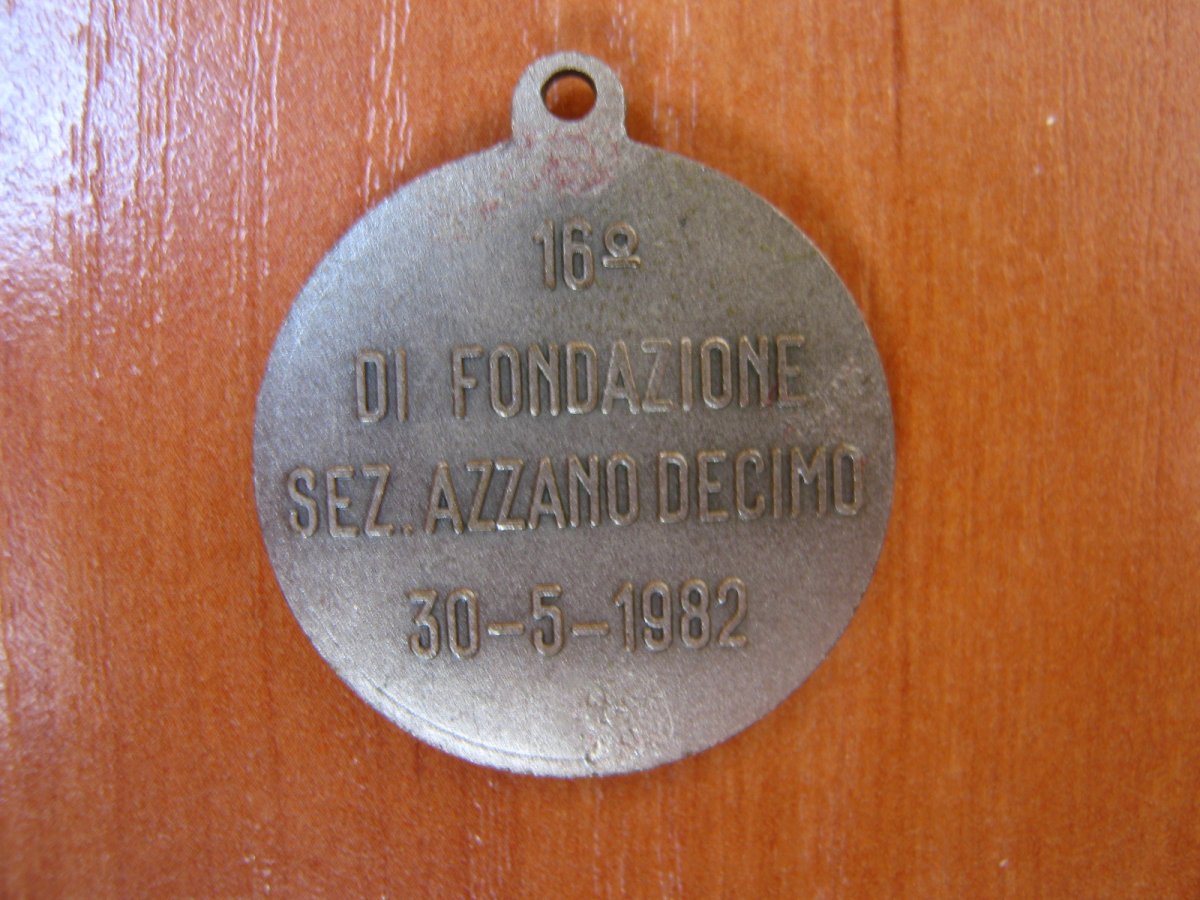 16º
DI FONDAZIONE
SEZ. AZZANO DECIMO
30-5-1982